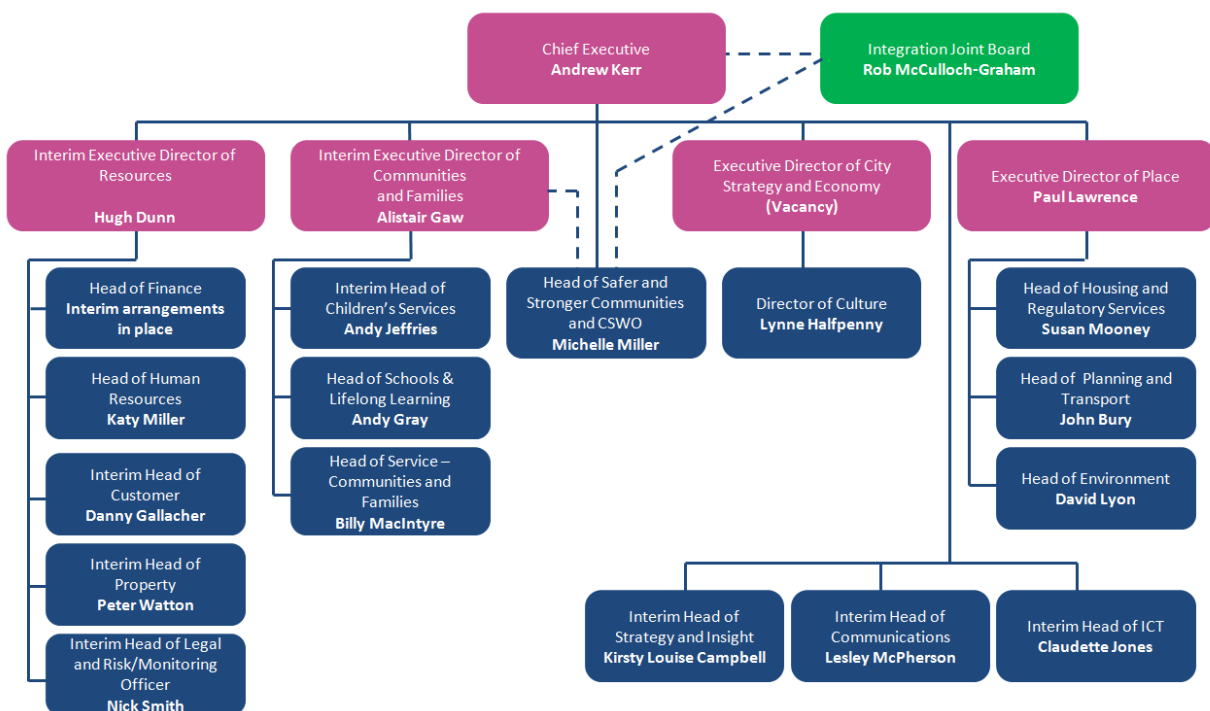 Chief Executive
Andrew Kerr
Integration Joint Board
Rob McCulloch-Graham
Interim Executive Director of
Resources
Hugh Dunn
Interim Executive Director of
Communities
and Families
Alistair Gaw
Executive Director of City
Strategy and Economy
(Vacancy)
Executive Director of Place
Paul Lawrence
Head of Finance
Interim arrangements
in place
Head of Human
Resources
Katy Miller
Interim Head of
Customer
Danny Gallacher
Interim Head of
Property
Peter Watton
Interim Head of Legal
and Risk/Monitoring
Officer
Nick Smith
Interim Head of
Children’s Services
Andy Jeffries
Head of Schools &
Lifelong Learning
Andy Gray
Head of Service –
Communities and
Families
Billy MacIntyre
Head of Safer and
Stronger Communities
and CSWO
Michelle Miller
Director of Culture
Lynne Halfpenny
Head of Housing and
Regulatory Services
Susan Mooney
Head of Planning and
Transport
John Bury
Head of Environment
David Lyon
Interim Head of
Strategy and Insight
Kirsty Louise Campbell
Interim Head of
Communications
Lesley McPherson
Interim Head of ICT
Claudette Jones